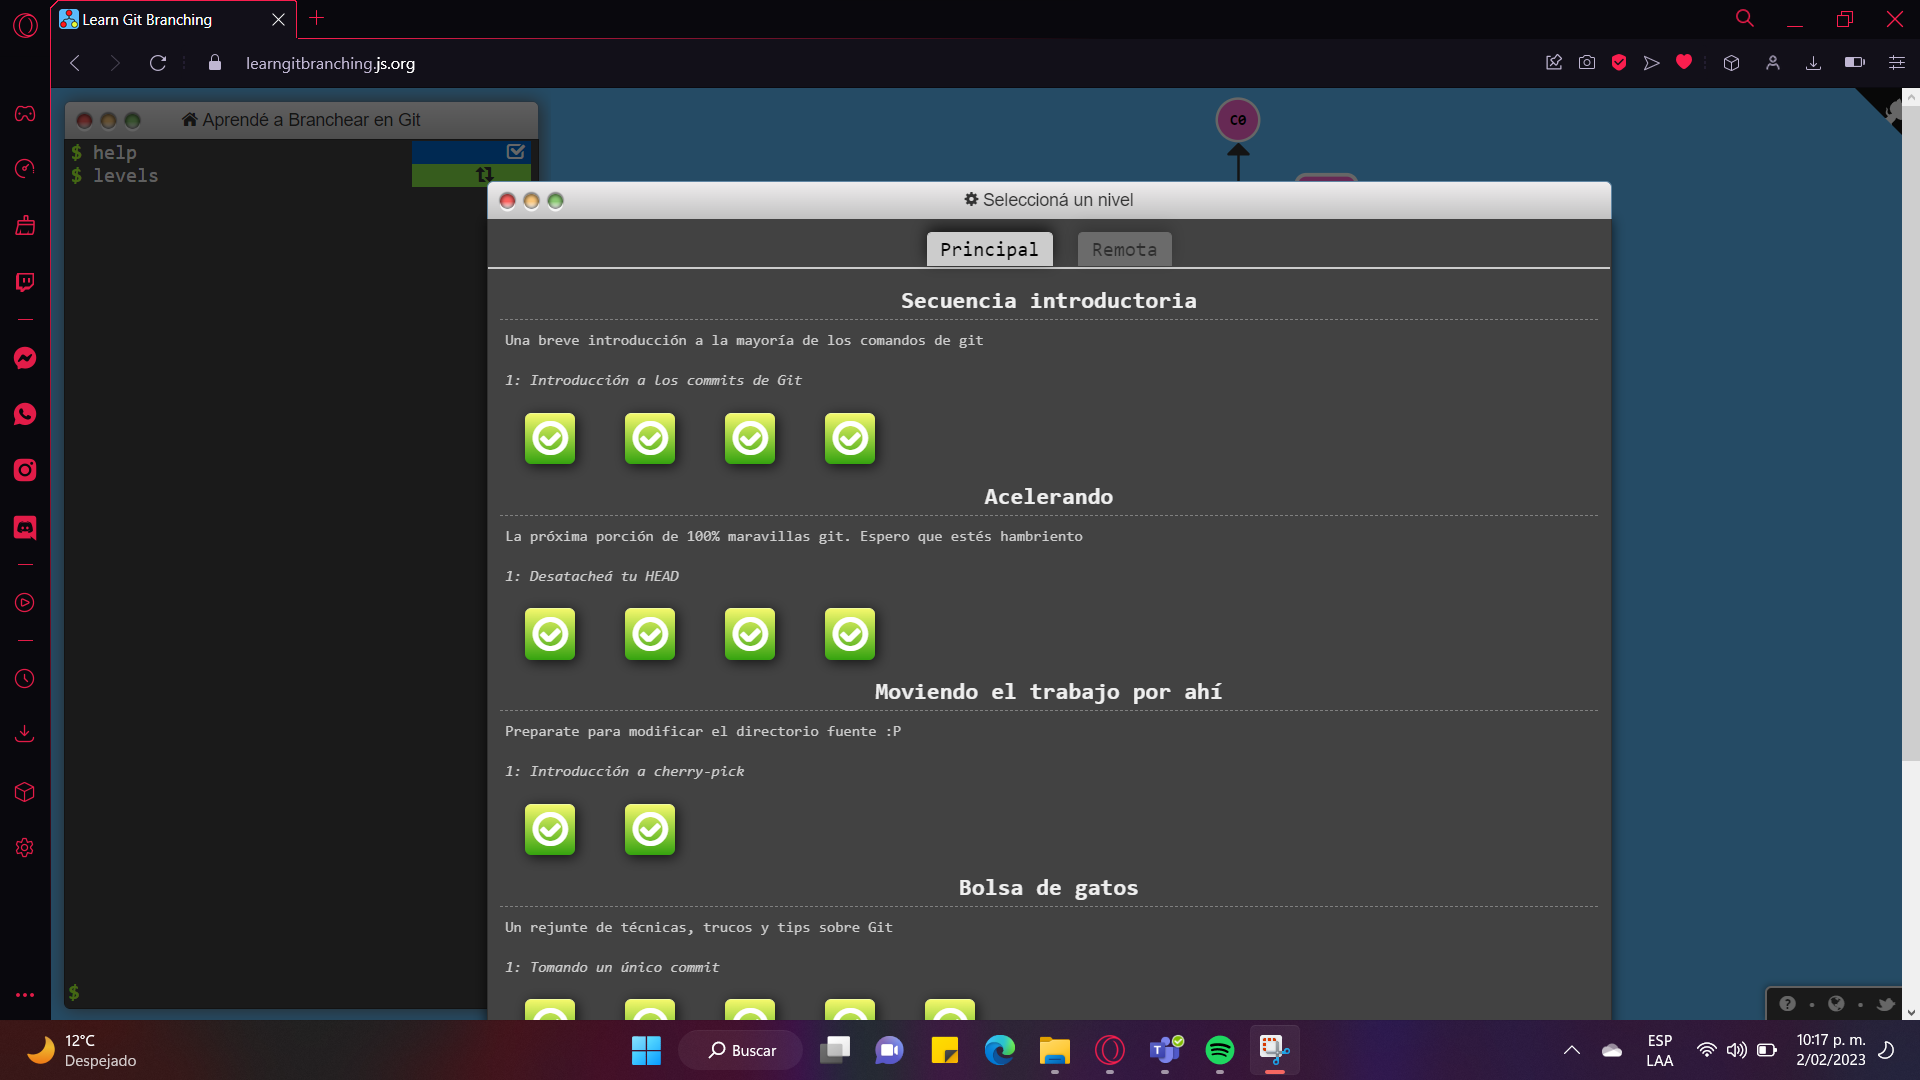 Learn Git Branching
learngitbranching.js.org
Aprendé a Branchear en Git
$ help
$ levels
C0
Seleccioná un nivel
Principal
Remota
Secuencia introductoria
Una breve introducción a la mayoría de los comandos de git
1: Introducción a los commits de Git
Acelerando
La próxima porción de 100% maravillas git. Espero que estés hambriento
1: Desatacheá tu HEAD
Moviendo el trabajo por ahí
Preparate para modificar el directorio fuente :P
1: Introducción a cherry-pick
Bolsa de gatos
Un rejunte de técnicas, trucos y tips sobre Git
1: Tomando un único commit
$
12°C
Despejado
Buscar
ESP
LAA
10:17 p. m.
2/02/2023